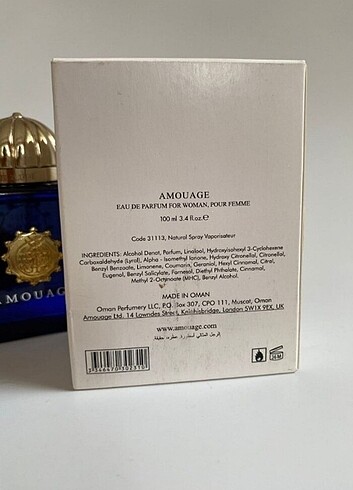 AMOUAGE
AMOUAGE
EAU DE PARFUM FOR WOMAN, POUR FEMME
100 ml 3.4 fl.oz.℮
Code 31113, Natural Spray Vaporisateur
INGREDIENTS: Alcohol Denat, Parfum, Linalool, Hydroxyisohexyl 3-Cyclohexene
Carboxaldehyde (Lyral), Alpha - Isomethyl Ionone, Hydroxy Citronellal, Citronellol,
Benzyl Benzoate, Limonene, Coumarin, Geraniol, Hexyl Cinnamal, Citral,
Eugenol, Benzyl Salicylate, Farnesol, Diethyl Phthalate, Cinnamal,
Methyl 2-Octynoate (MHC), Benzyl Alcohol.
MADE IN OMAN
Oman Perfumery LLC, P.O. Box 307, CPO 111, Muscat, Oman
Amouage Ltd. 14 Lowndes Street, Knightsbridge, London SW1X 9EX, UK
www.amouage.com